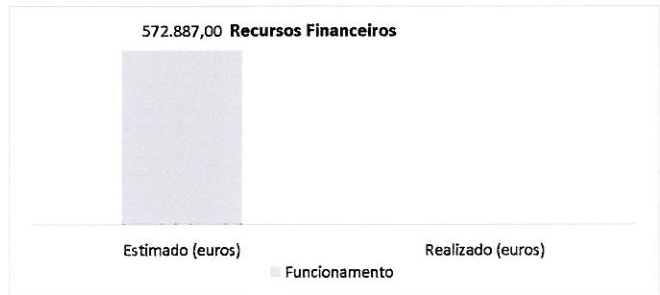 572.887,00 Recursos Financeiros
Estimado (euros) Realizado (euros)
Funcionamento